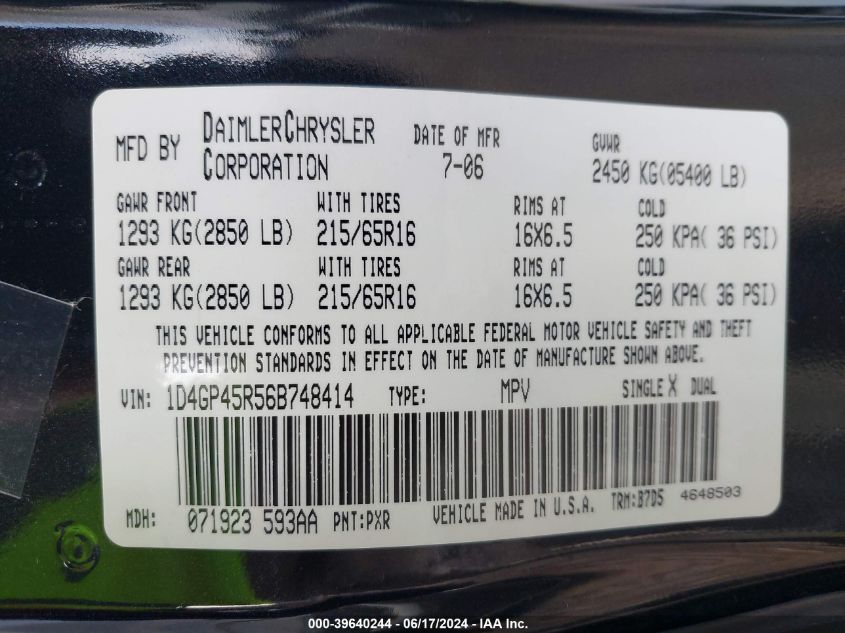 MFD BY DAIMLERCHRYSLER CORPORATION DATE OF MFR 7-06 GVWR 2450 KG(05400 LB)
GAWR FRONT WITH TIRES RIMS AT COLD
1293 KG(2850 LB) 215/65R16 16X6.5 250 KPA( 36 PSI)
GAWR REAR WITH TIRES RIMS AT COLD
1293 KG(2850 LB) 215/65R16 16X6.5 250 KPA( 36 PSI)
THIS VEHICLE CONFORMS TO ALL APPLICABLE FEDERAL MOTOR VEHICLE SAFETY AND THEFT
PREVENTION STANDARDS IN EFFECT ON THE DATE OF MANUFACTURE SHOWN ABOVE.
VIN: 1D4GP45R56B748414 TYPE: MPV SINGLE X DUAL
MDH: 071923 593AA PNT:PXR VEHICLE MADE IN U.S.A. TRM:B7D5 4648503
000-39640244 - 06/17/2024 - IAA Inc.